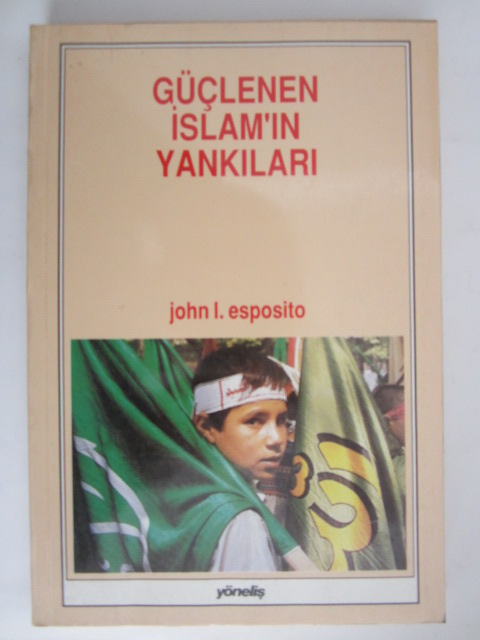 GÜÇLENEN
İSLAM'IN
YANKILARI
john l. esposito
yöneliş